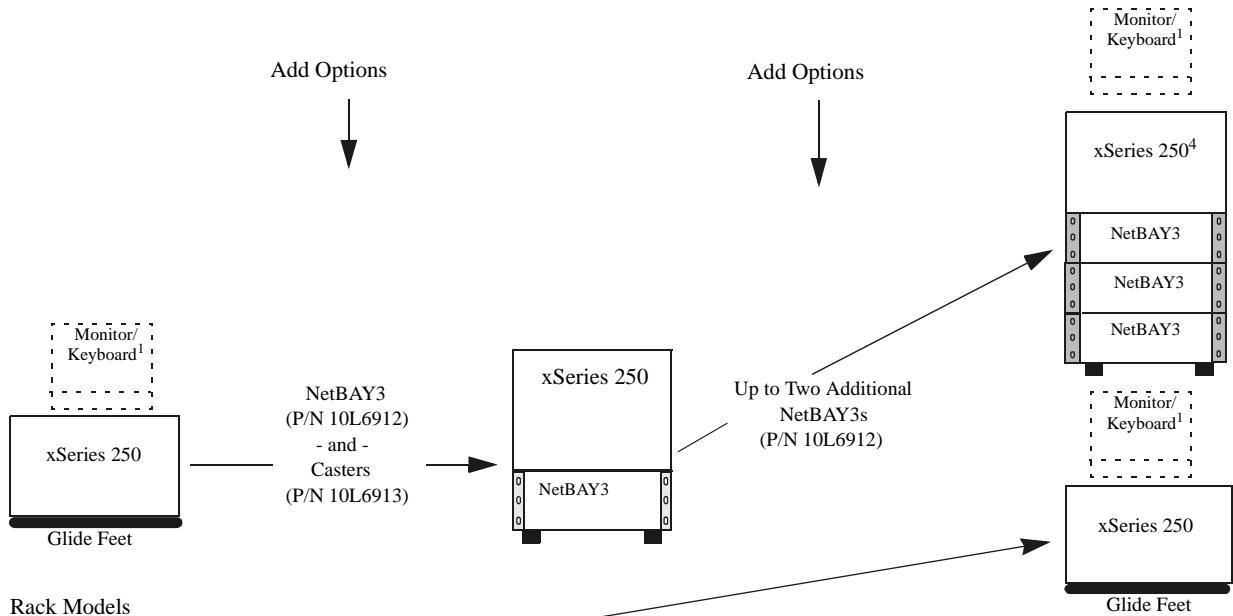 Add Options
Add Options
Monitor/
Keyboard1
xSeries 250
Glide Feet
NetBAY3
(P/N 10L6912)
- and -
Casters
(P/N 10L6913)
xSeries 250
NetBAY3
Up to Two Additional
NetBAY3s
(P/N 10L6912)
Monitor/
Keyboard1
xSeries 2504
NetBAY3
NetBAY3
NetBAY3
Monitor/
Keyboard1
xSeries 250
Glide Feet
Rack Models